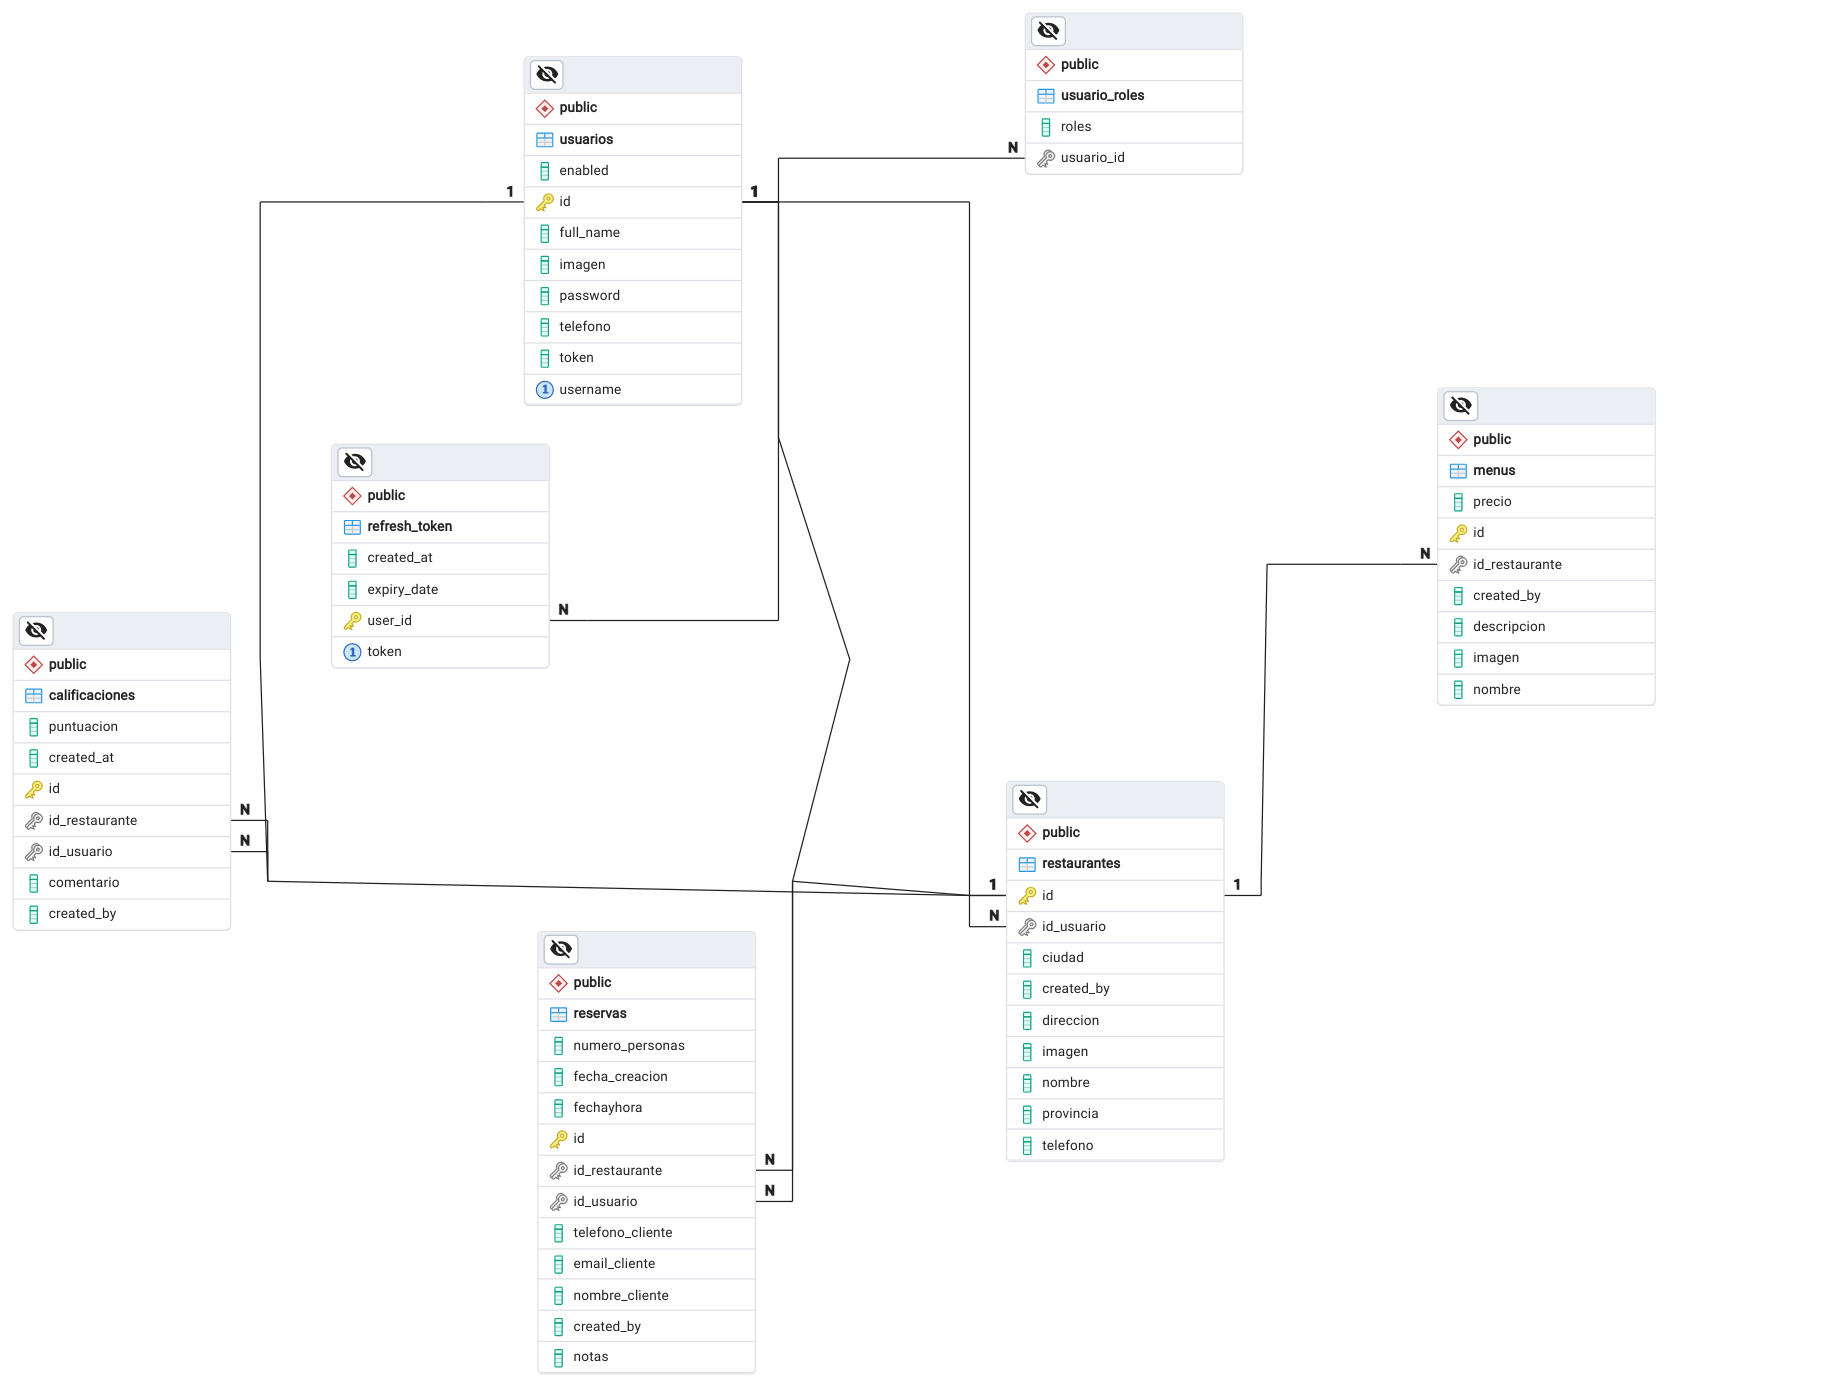 public
usuario_roles
roles
N
usuario_id
public
usuarios
enabled
1
id
1
full_name
imagen
password
telefono
token
1 username
public
menus
precio
id
N
id_restaurante
created_by
descripcion
imagen
nombre
public
refresh_token
created_at
expiry_date
user_id
N
1 token
public
calificaciones
puntuacion
created_at
id
id_restaurante
N
id_usuario
N
comentario
created_by
public
restaurantes
1
id
1
N
id_usuario
ciudad
created_by
direccion
imagen
nombre
provincia
telefono
public
reservas
numero_personas
fecha_creacion
fechayhora
id
id_restaurante
N
id_usuario
N
telefono_cliente
email_cliente
nombre_cliente
created_by
notas